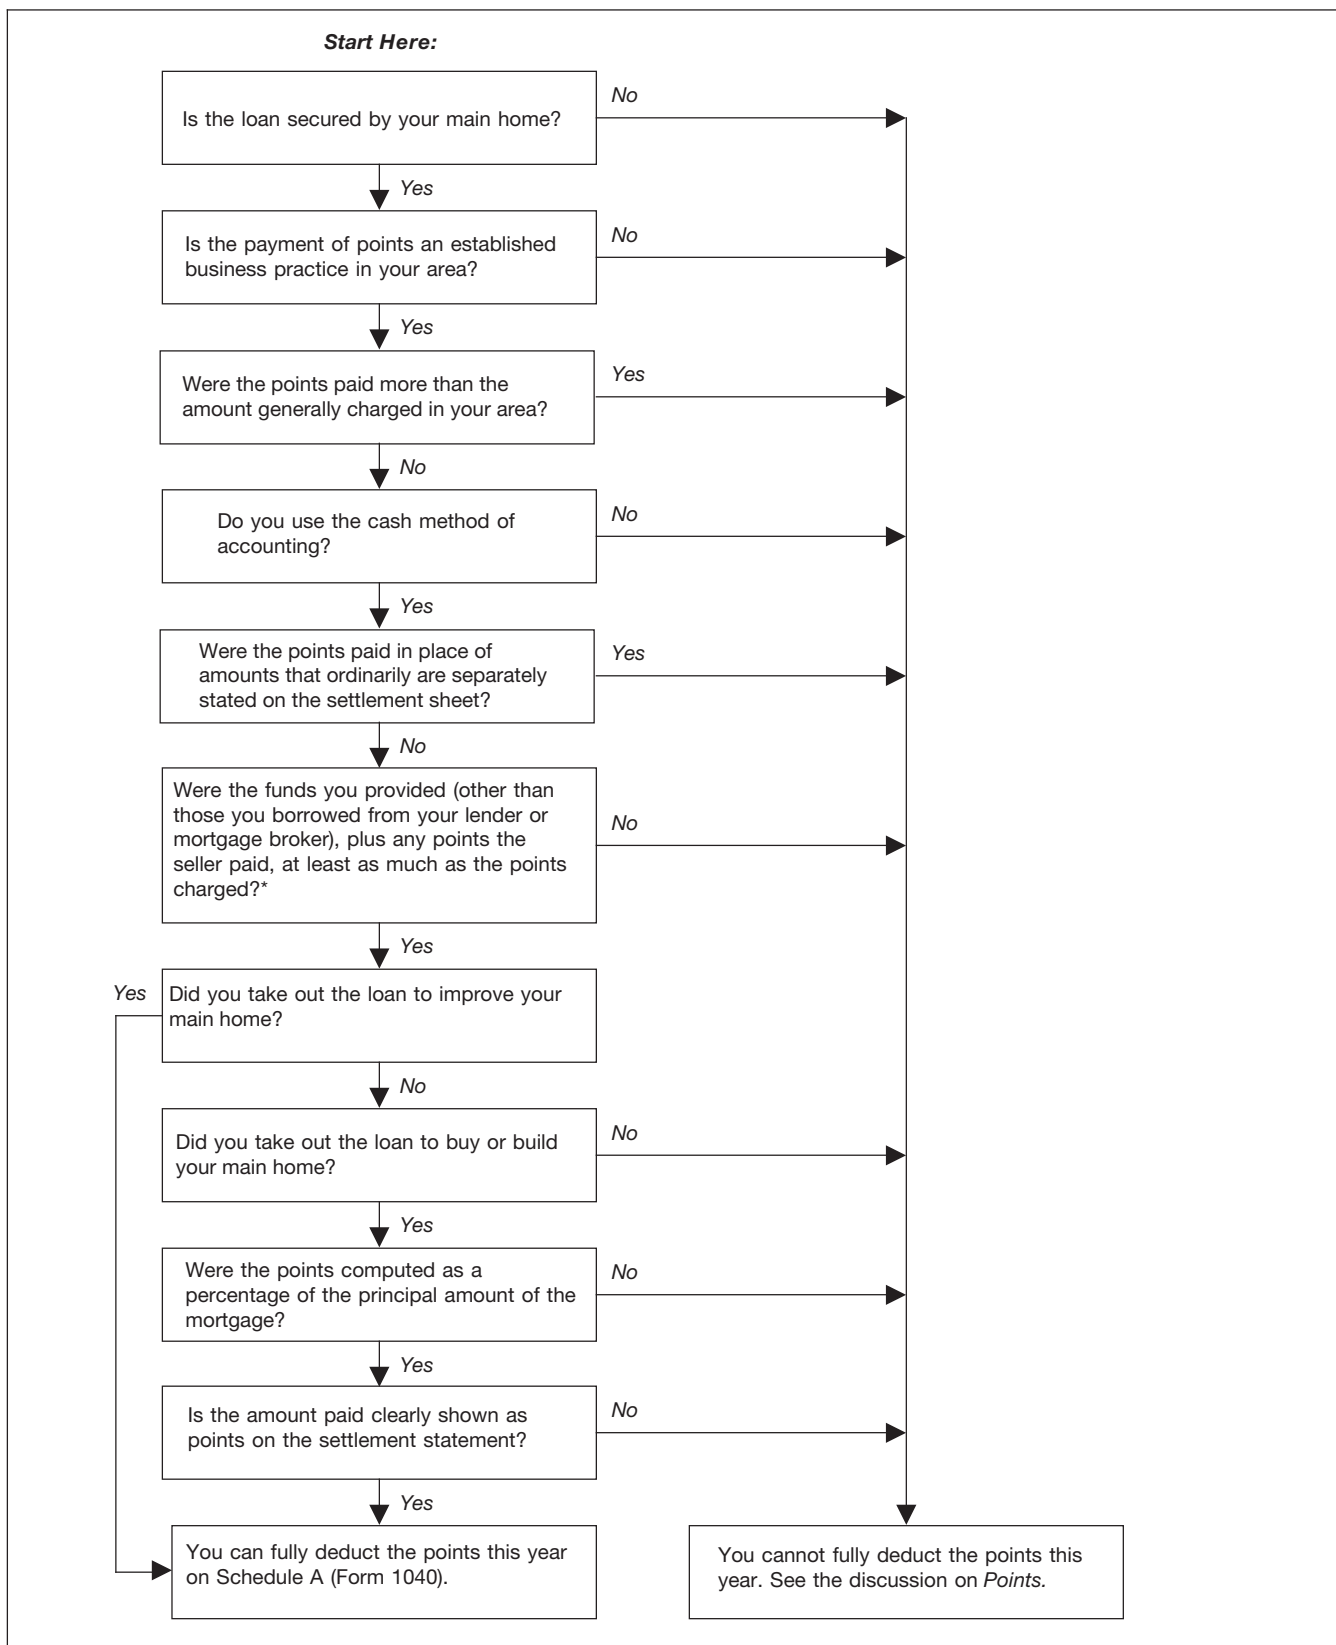 Start Here:
Is the loan secured by your main home?
No
Yes
Is the payment of points an established
business practice in your area?
No
Yes
Were the points paid more than the
amount generally charged in your area?
Yes
No
Do you use the cash method of
accounting?
No
Yes
Were the points paid in place of
amounts that ordinarily are separately
stated on the settlement sheet?
Yes
No
Were the funds you provided (other than
those you borrowed from your lender or
mortgage broker), plus any points the
seller paid, at least as much as the points
charged?*
No
Yes
Did you take out the loan to improve your
main home?
Yes
No
Did you take out the loan to buy or build
your main home?
No
Yes
Were the points computed as a
percentage of the principal amount of the
mortgage?
No
Yes
Is the amount paid clearly shown as
points on the settlement statement?
No
Yes
You can fully deduct the points this year
on Schedule A (Form 1040).
You cannot fully deduct the points this
year. See the discussion on Points.